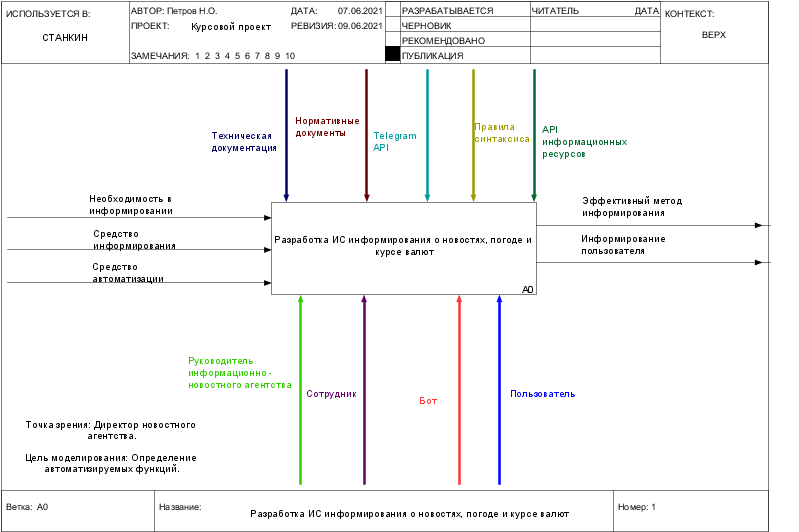 ИСПОЛЬЗУЕТСЯ В:
СТАНКИН
АВТОР: Петров Н.О.
ДАТА: 07.06.2021
ПРОЕКТ: Курсовой проект
РЕВИЗИЯ: 09.06.2021
ЗАМЕЧАНИЯ: 1 2 3 4 5 6 7 8 9 10
РАЗРАБАТЫВАЕТСЯ
ЧЕРНОВИК
РЕКОМЕНДОВАНО
ПУБЛИКАЦИЯ
ЧИТАТЕЛЬ
ДАТА
КОНТЕКСТ:
ВЕРХ
Техническая
документация
Нормативные
документы
Telegram
API
Правила
синтаксиса
API
информационных
ресурсов
Необходимость в
информировании
Средство
информирования
Средство
автоматизации
Разработка ИС информирования о новостях, погоде и
курсе валют
A0
Эффективный метод
информирования
Информирование
пользователя
Руководитель
информационно-
новостного агентства
Сотрудник
Бот
Пользователь
Точка зрения: Директор новостного
агентства.
Цель моделирования: Определение
автоматизируемых функций.
Ветка: A0
Название:
Разработка ИС информирования о новостях, погоде и курсе валют
Номер: 1